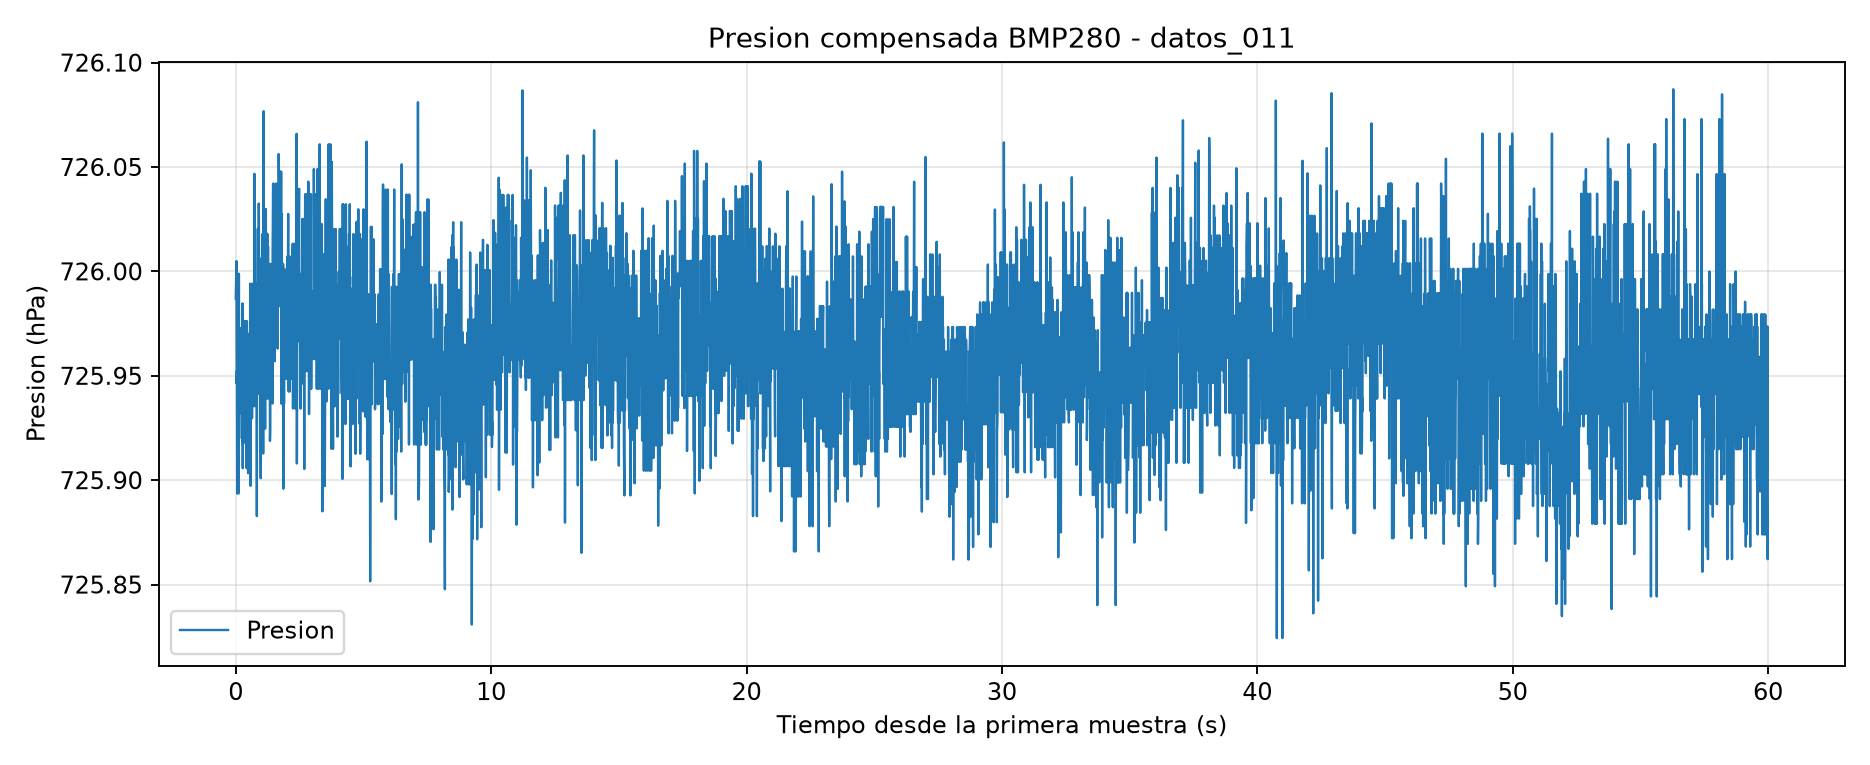 Presion compensada BMP280 - datos_011
Presion (hPa)
726.10
726.05
726.00
725.95
725.90
725.85
Presion
0 10 20 30 40 50 60
Tiempo desde la primera muestra (s)